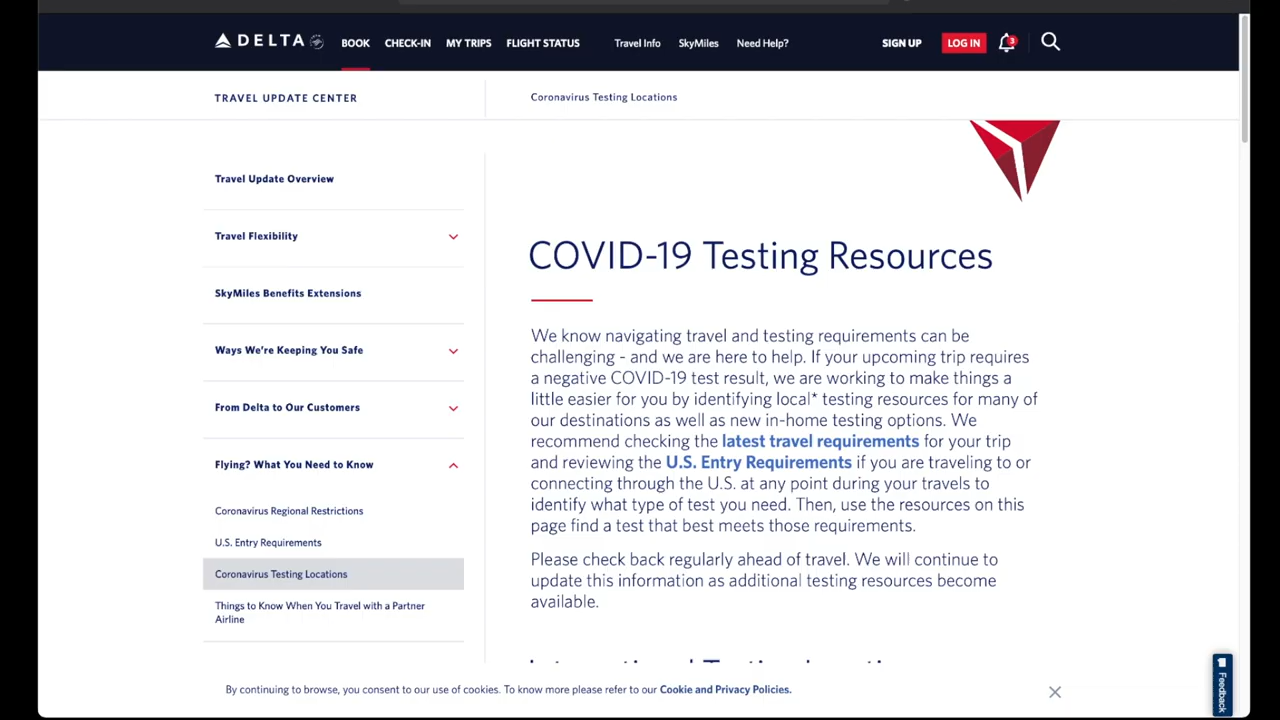 DELTA BOOK CHECK-IN MY TRIPS FLIGHT STATUS Travel Info SkyMiles Need Help? SIGN UP LOG IN 3
TRAVEL UPDATE CENTER
Coronavirus Testing Locations
Travel Update Overview
Travel Flexibility
SkyMiles Benefits Extensions
Ways We're Keeping You Safe
From Delta to Our Customers
Flying? What You Need to Know
Coronavirus Regional Restrictions
U.S. Entry Requirements
Coronavirus Testing Locations
Things to Know When You Travel with a Partner
Airline
COVID-19 Testing Resources
We know navigating travel and testing requirements can be
challenging - and we are here to help. If your upcoming trip requires
a negative COVID-19 test result, we are working to make things a
little easier for you by identifying local* testing resources for many of
our destinations as well as new in-home testing options. We
recommend checking the latest travel requirements for your trip
and reviewing the U.S. Entry Requirements if you are traveling to or
connecting through the U.S. at any point during your travels to
identify what type of test you need. Then, use the resources on this
page find a test that best meets those requirements.
Please check back regularly ahead of travel. We will continue to
update this information as additional testing resources become
available.
By continuing to browse, you consent to our use of cookies. To know more please refer to our Cookie and Privacy Policies.
Feedback